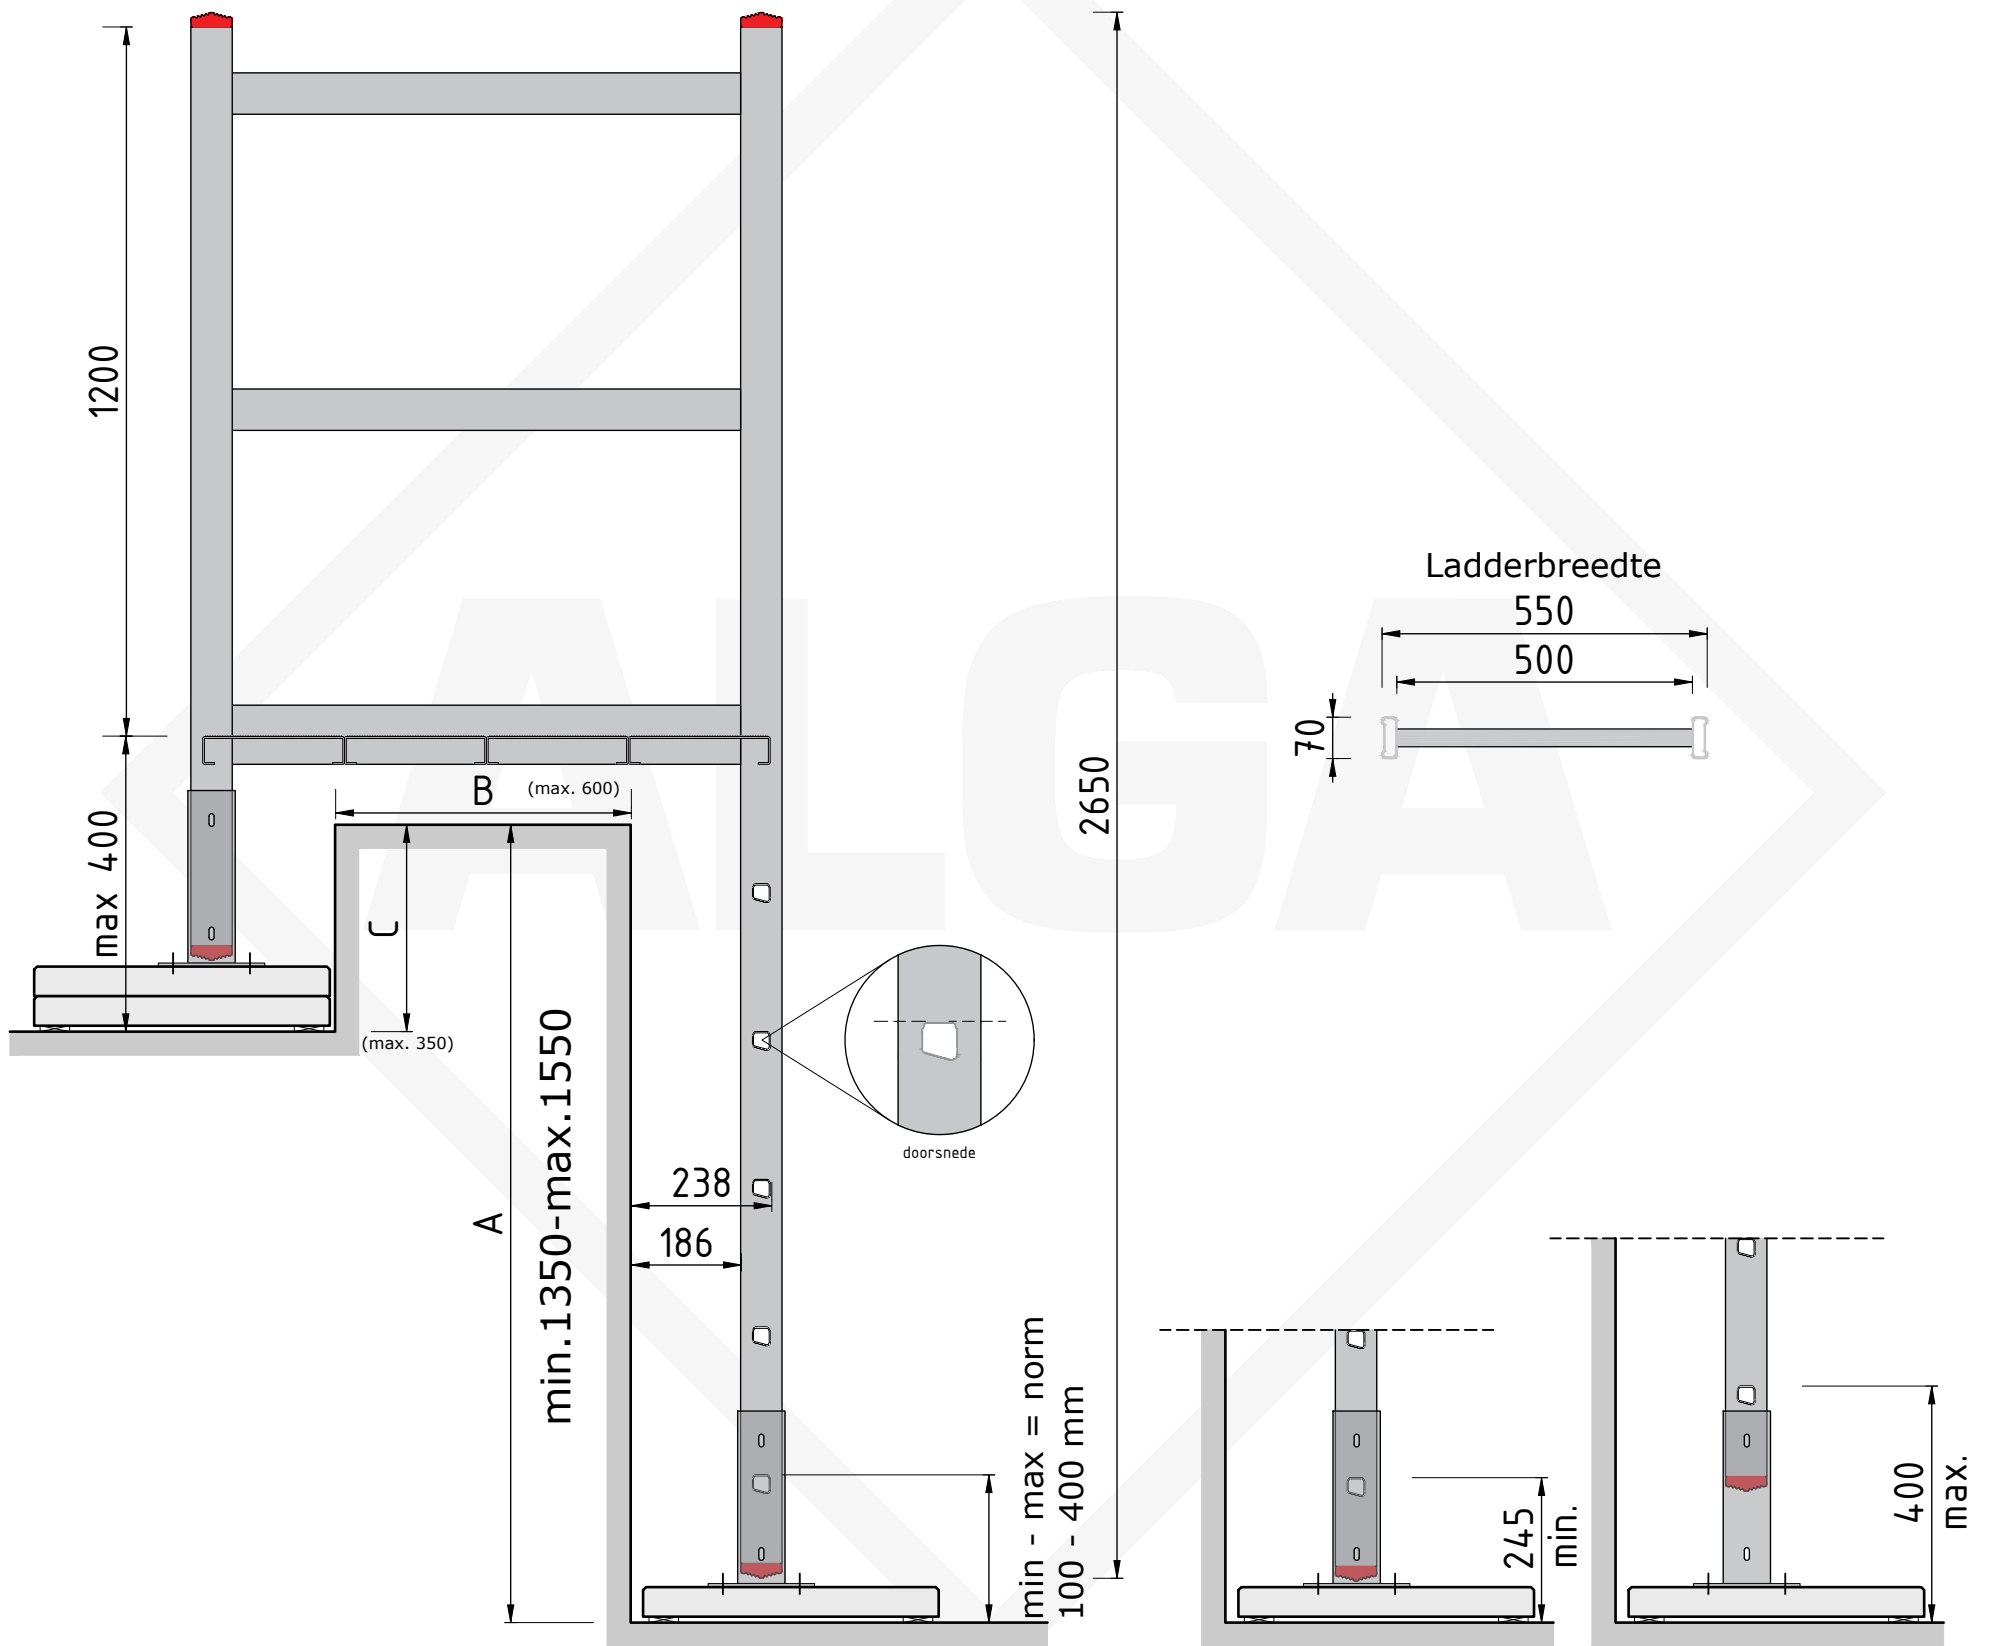 1200
max 400
B
(max. 600)
C
(max. 350)
A
min.1350-max.1550
238
186
doorsnede
2650
min - max = norm
100 - 400 mm
Ladderbreedte
550
500
70
245
min.
400
max.
ALGA